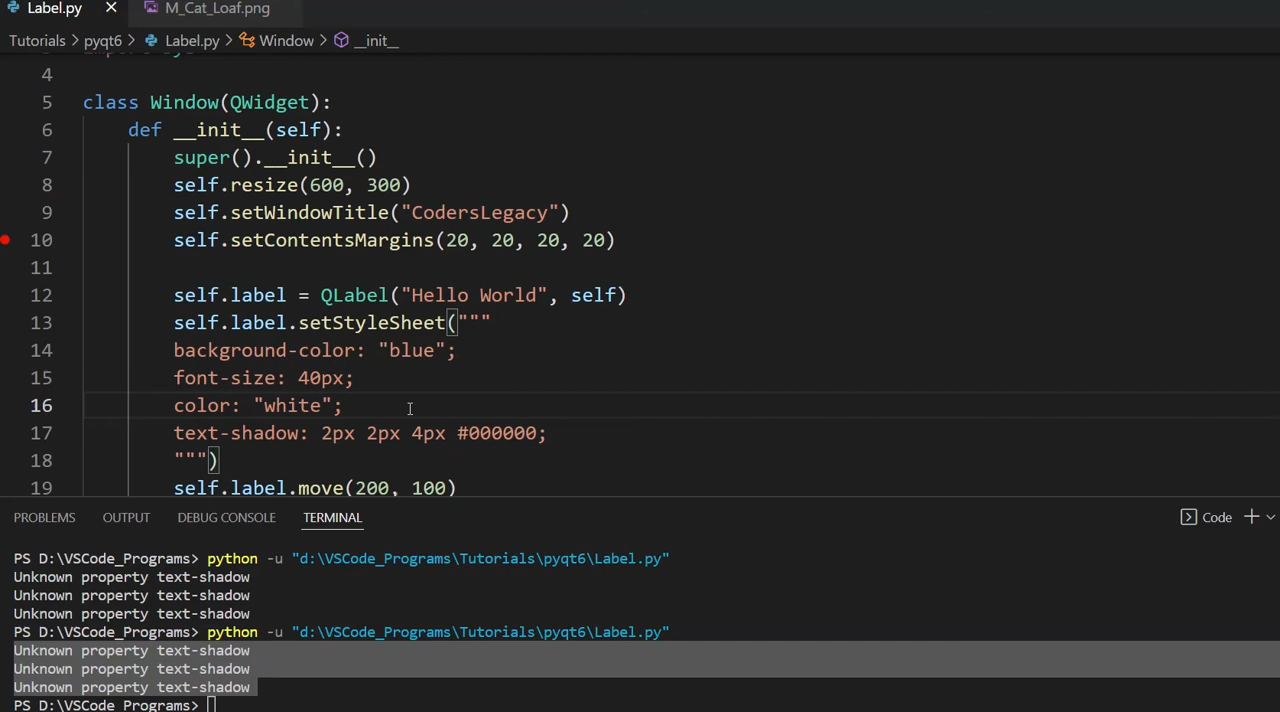 Label.py × M_Cat_Loaf.png
Tutorials > pyqt6 > Label.py > Window > __init__
4
5 class Window(QWidget):
6 def __init__(self):
7 super().__init__()
8 self.resize(600, 300)
9 self.setWindowTitle("CodersLegacy")
10 self.setContentsMargins(20, 20, 20, 20)
11
12 self.label = QLabel("Hello World", self)
13 self.label.setStyleSheet("""
14 background-color: "blue";
15 font-size: 40px;
16 color: "white";
17 text-shadow: 2px 2px 4px #000000;
18 """)
19 self.label.move(200, 100)
PROBLEMS OUTPUT DEBUG CONSOLE TERMINAL Code
PS D:\VSCode_Programs> python -u "d:\VSCode_Programs\Tutorials\pyqt6\Label.py"
Unknown property text-shadow
Unknown property text-shadow
Unknown property text-shadow
PS D:\VSCode_Programs> python -u "d:\VSCode_Programs\Tutorials\pyqt6\Label.py"
Unknown property text-shadow
Unknown property text-shadow
Unknown property text-shadow
PS D:\VSCode_Programs>